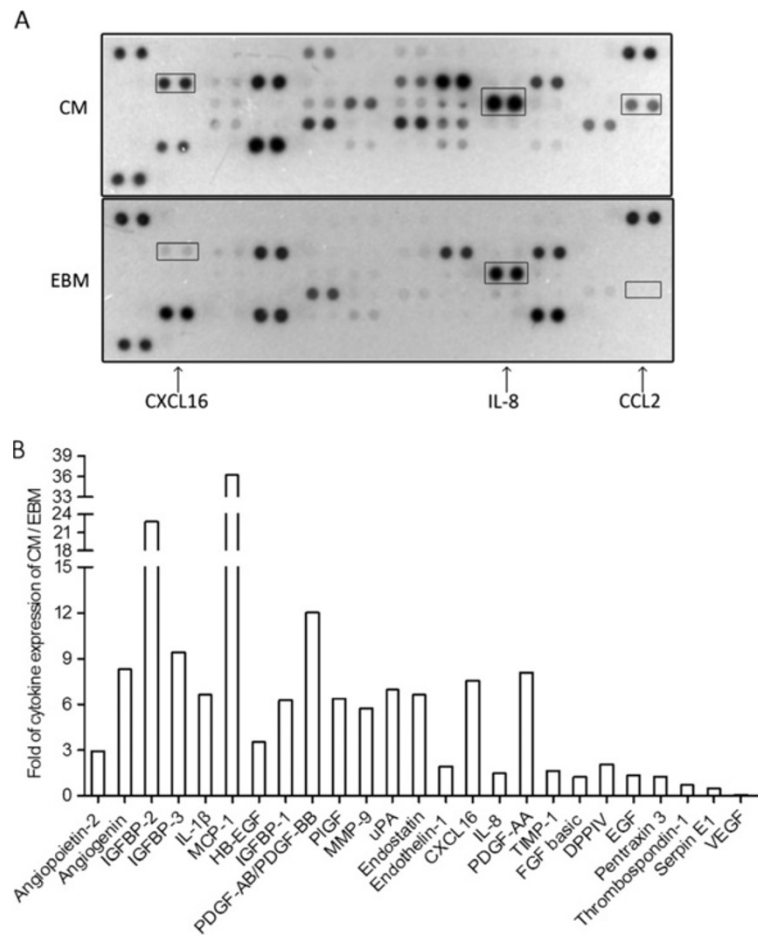 A
CM
EBM
CXCL16
IL-8
CCL2
B
Fold of cytokine expression of CM / EBM
39
36
33
24
21
18
15
12
9
6
3
0
Angiopoietin-2
Angiogenin
IGFBP-2
IGFBP-3
IL-1β
MCP-1
HB-EGF
IGFBP-1
PDGF-AB/PDGF-BB
PlGF
MMP-9
uPA
Endostatin
Endothelin-1
CXCL16
IL-8
PDGF-AA
TIMP-1
FGF basic
DPPIV
EGF
Pentraxin 3
Thrombospondin-1
Serpin E1
VEGF